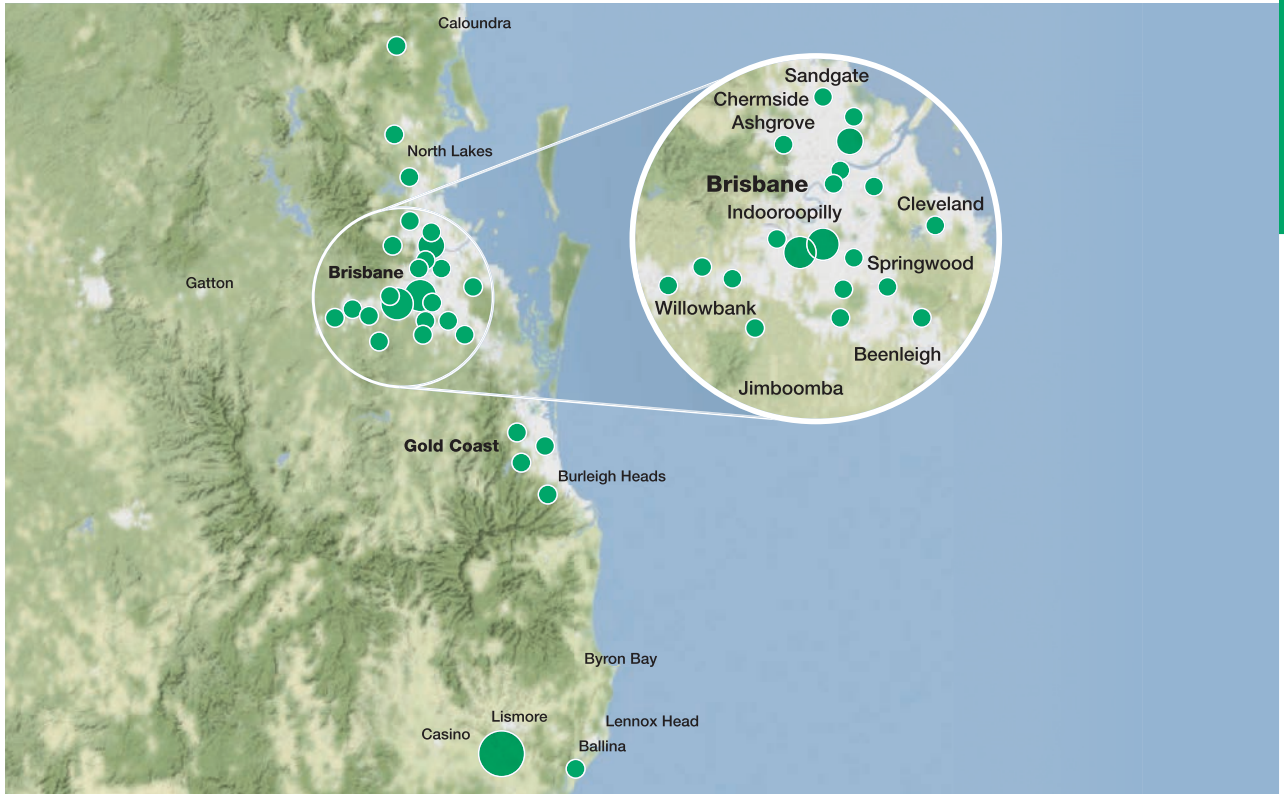 Caloundra
Sandgate
Chermside
Ashgrove
North Lakes
Brisbane
Cleveland
Indooroopilly
Springwood
Brisbane
Gatton
Willowbank
Beenleigh
Jimboomba
Gold Coast
Burleigh Heads
Byron Bay
Lismore
Lennox Head
Casino
Ballina